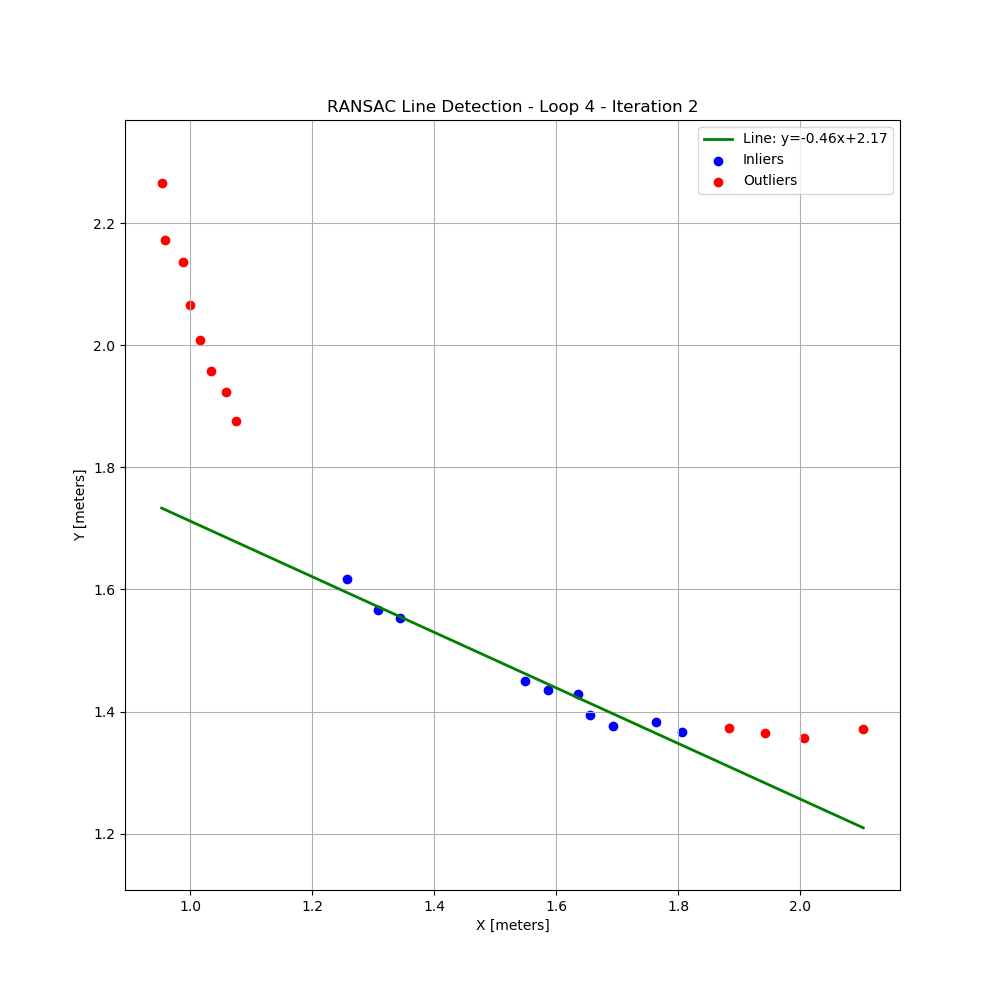 RANSAC Line Detection - Loop 4 - Iteration 2
Line: y=-0.46x+2.17
Inliers
Outliers
2.2
2.0
1.8
1.6
1.4
1.2
Y [meters]
1.0
1.2
1.4
1.6
1.8
2.0
X [meters]